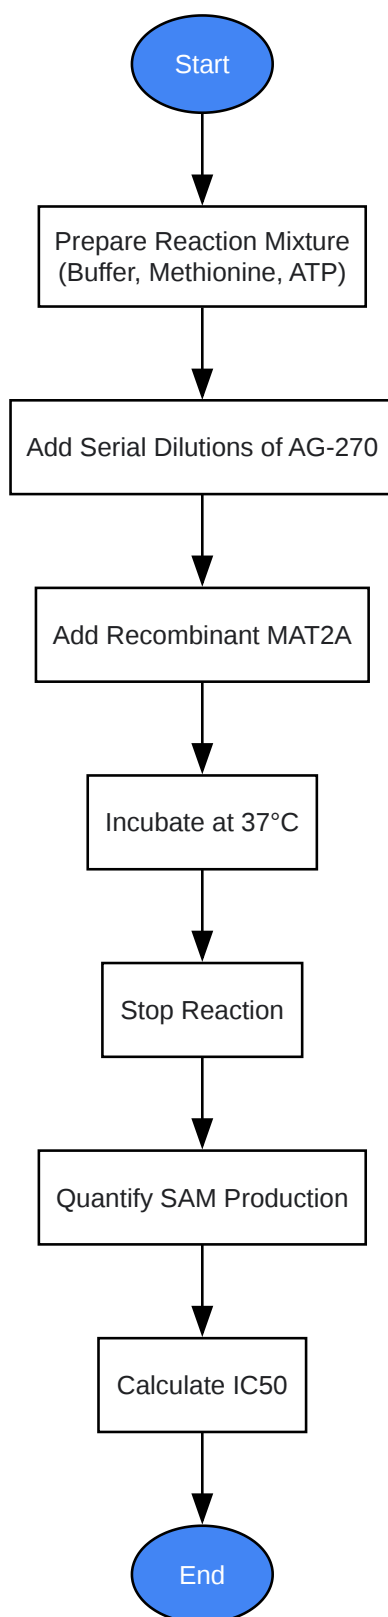 Start
Prepare Reaction Mixture
(Buffer, Methionine, ATP)
Add Serial Dilutions of AG-270
Add Recombinant MAT2A
Incubate at 37°C
Stop Reaction
Quantify SAM Production
Calculate IC50
End